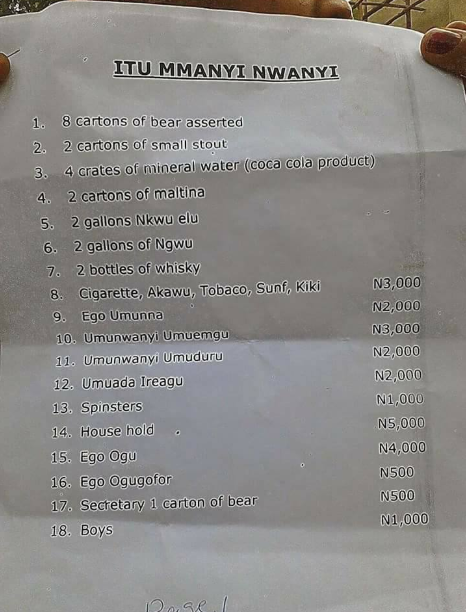 ITU MMANYI NWANYI
1. 8 cartons of bear asserted
2. 2 cartons of small stout
3. 4 crates of mineral water (coca cola product)
4. 2 cartons of maltina
5. 2 gallons Nkwu elu
6. 2 gallons of Ngwu
7. 2 bottles of whisky
8. Cigarette, Akawu, Tobaco, Sunf, Kiki N3,000
9. Ego Umunna N2,000
10. Umunwanyi Umuemgu N3,000
11. Umunwanyi Umuduru N2,000
12. Umuada Ireagu N2,000
13. Spinsters N1,000
14. House hold N5,000
15. Ego Ogu N4,000
16. Ego Ogugofor N500
17. Secretary 1 carton of bear N500
18. Boys N1,000